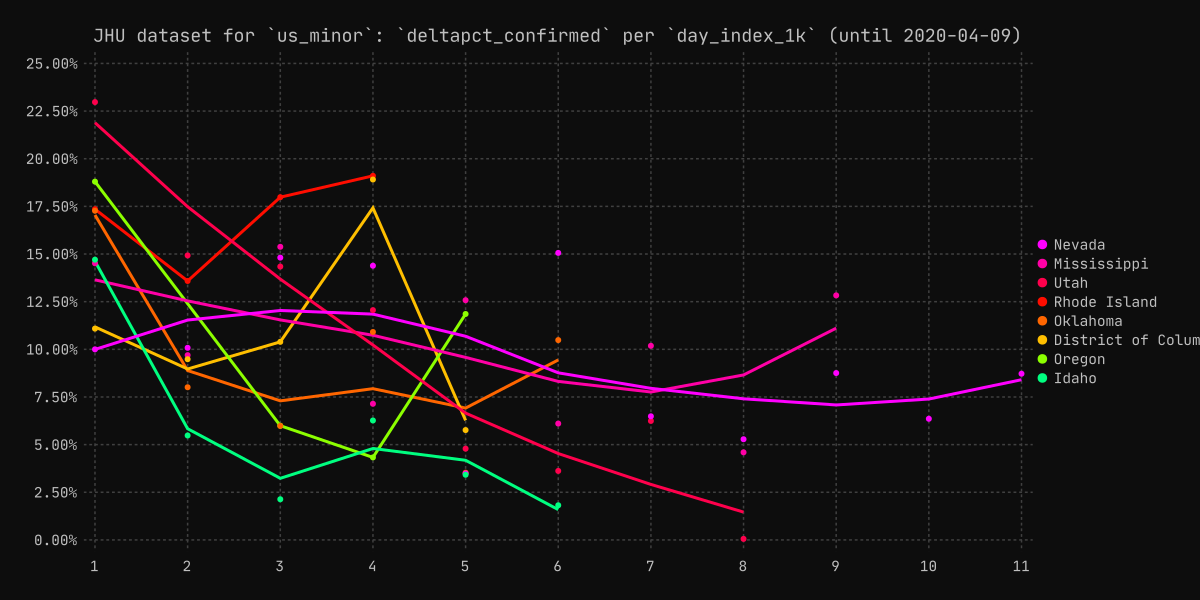 JHU dataset for `us_minor`: `deltapct_confirmed` per `day_index_1k` (until 2020-04-09)
25.00%
22.50%
20.00%
17.50%
15.00%
12.50%
10.00%
7.50%
5.00%
2.50%
0.00%
1 2 3 4 5 6 7 8 9 10 11
Nevada
Mississippi
Utah
Rhode Island
Oklahoma
District of Colum
Oregon
Idaho